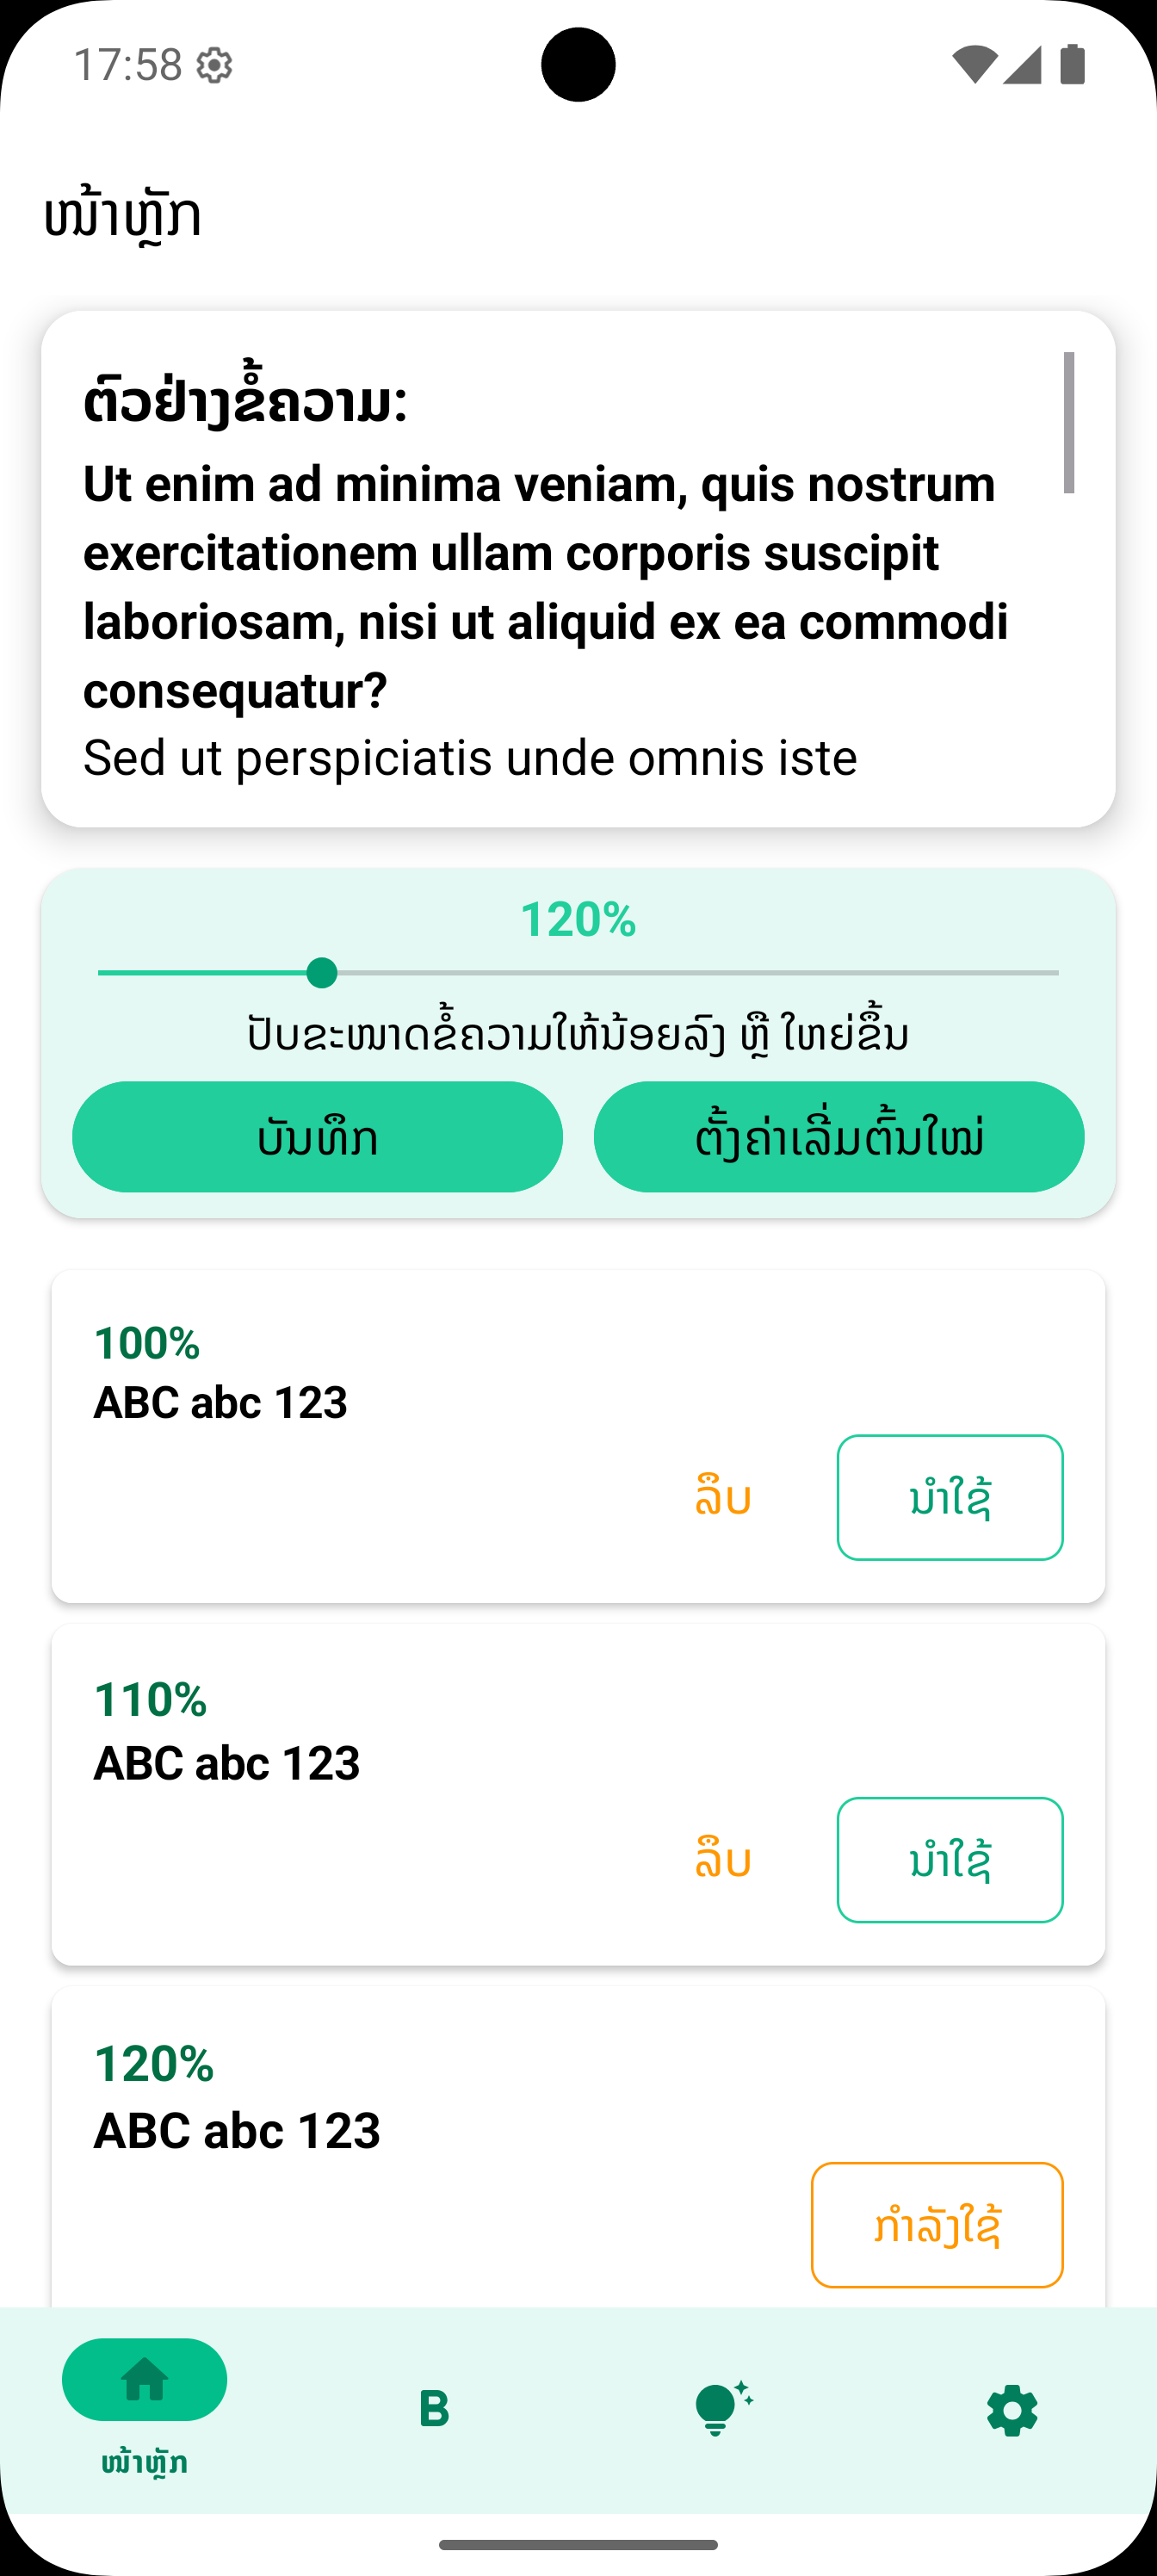 17:58
ໜ້າຫຼັກ
ຕົວຢ່າງຂໍ້ຄວາມ:
Ut enim ad minima veniam, quis nostrum
exercitationem ullam corporis suscipit
laboriosam, nisi ut aliquid ex ea commodi
consequatur?
Sed ut perspiciatis unde omnis iste
120%
ປັບຂະໜາດຂໍ້ຄວາມໃຫ້ນ້ອຍລົງ ຫຼື ໃຫຍ່ຂຶ້ນ
ບັນທຶກ
ຕັ້ງຄ່າເລີ່ມຕົ້ນໃໝ່
100%
ABC abc 123
ລຶບ
ນຳໃຊ້
110%
ABC abc 123
ລຶບ
ນຳໃຊ້
120%
ABC abc 123
ກຳລັງໃຊ້
B
ໜ້າຫຼັກ